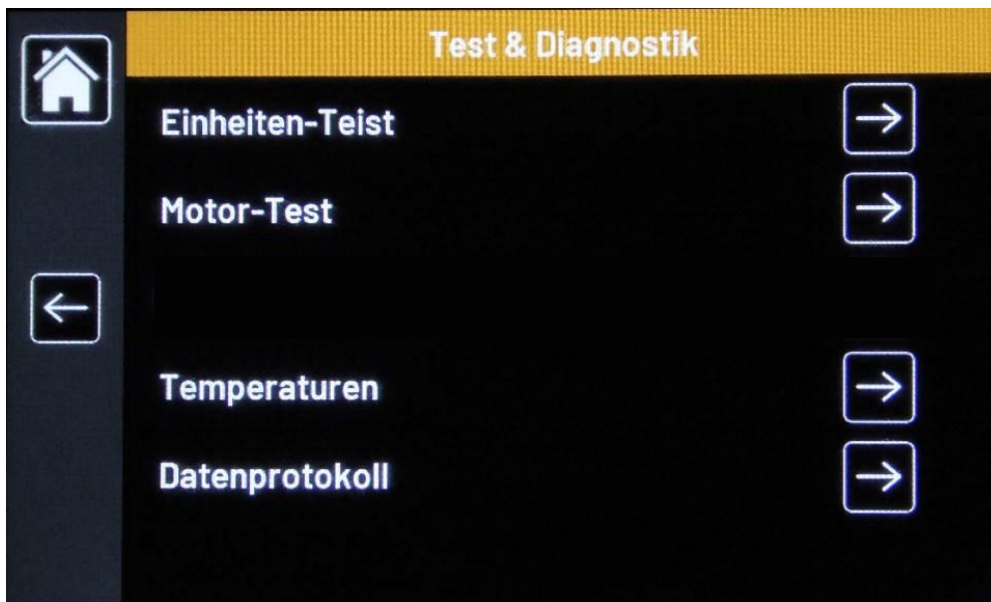 Test & Diagnostik
Einheiten-Teist
Motor-Test
Temperaturen
Datenprotokoll